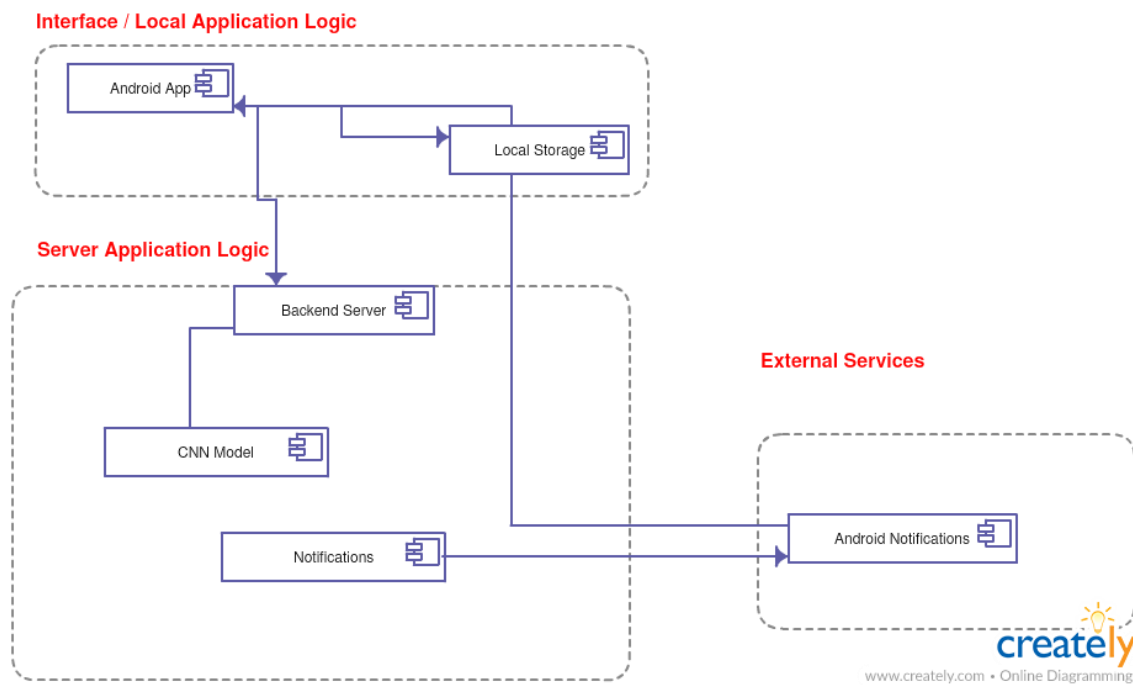 Interface / Local Application Logic
Android App
Local Storage
Server Application Logic
Backend Server
External Services
CNN Model
Android Notifications
Notifications
creately
www.creately.com • Online Diagramming